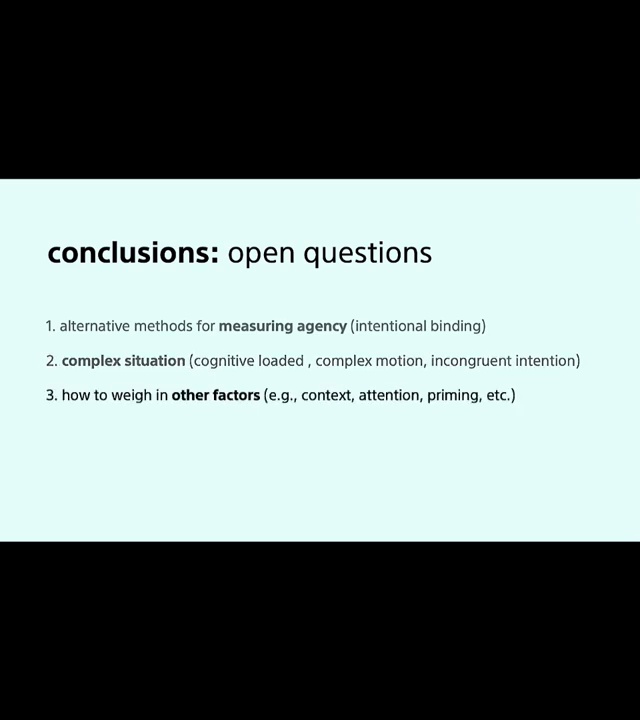 conclusions: open questions
1. alternative methods for measuring agency (intentional binding)
2. complex situation (cognitive loaded , complex motion, incongruent intention)
3. how to weigh in other factors (e.g., context, attention, priming, etc.)